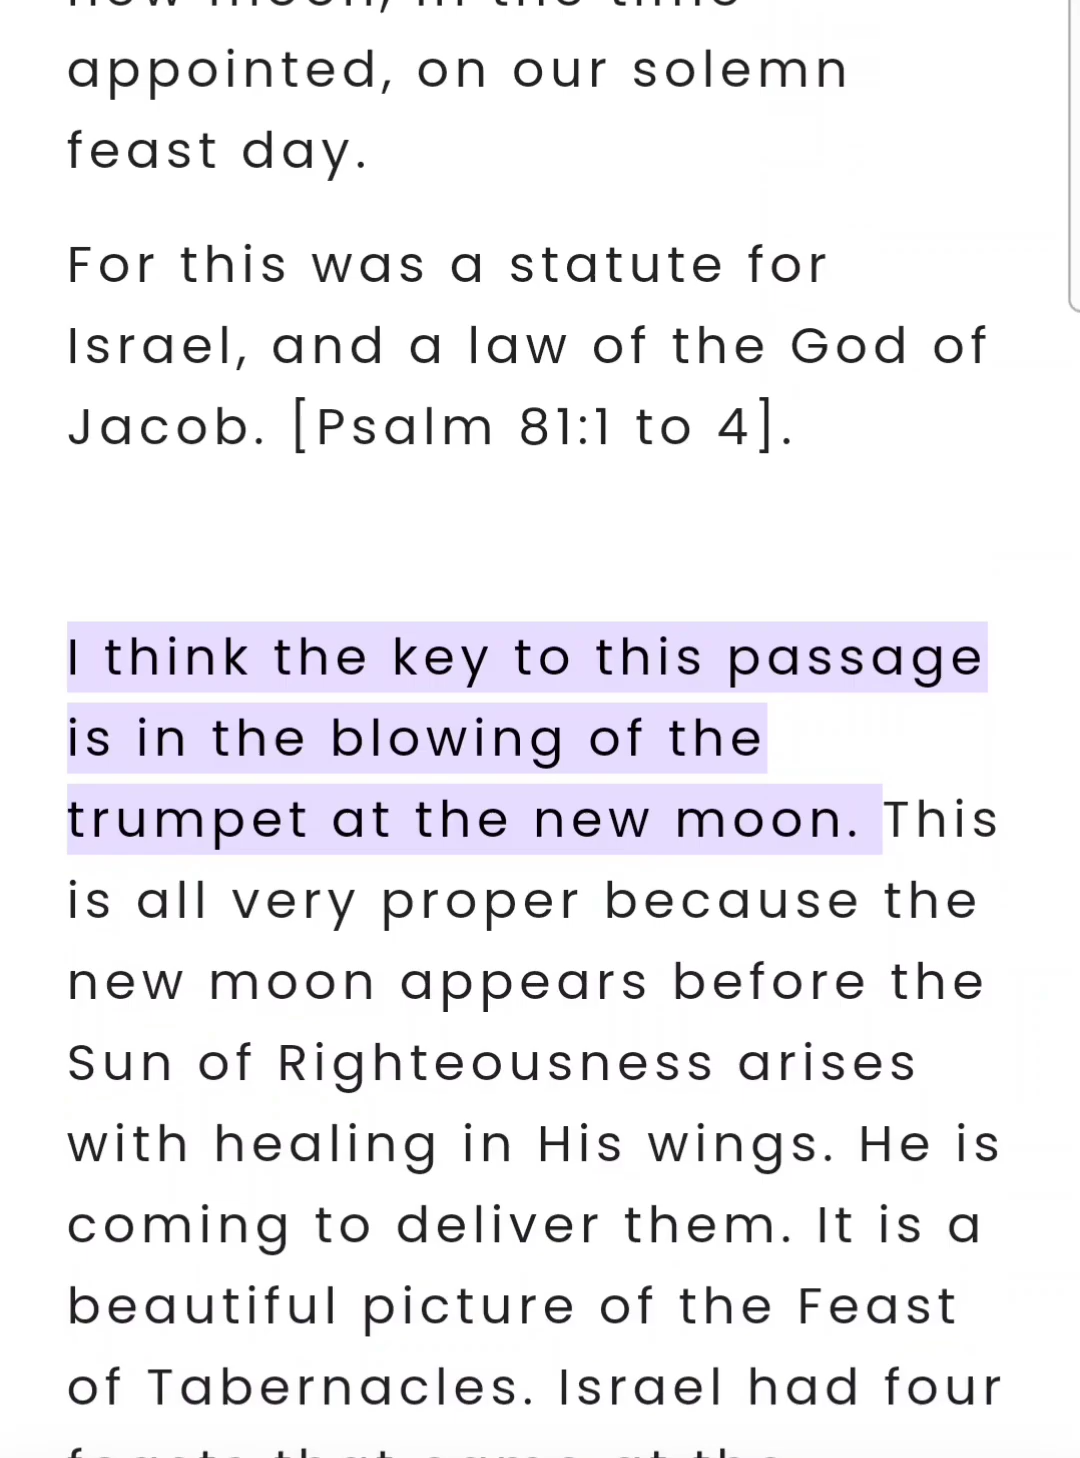 appointed, on our solemn
feast day.
For this was a statute for
Israel, and a law of the God of
Jacob. [Psalm 81:1 to 4].
I think the key to this passage
is in the blowing of the
trumpet at the new moon. This
is all very proper because the
new moon appears before the
Sun of Righteousness arises
with healing in His wings. He is
coming to deliver them. It is a
beautiful picture of the Feast
of Tabernacles. Israel had four